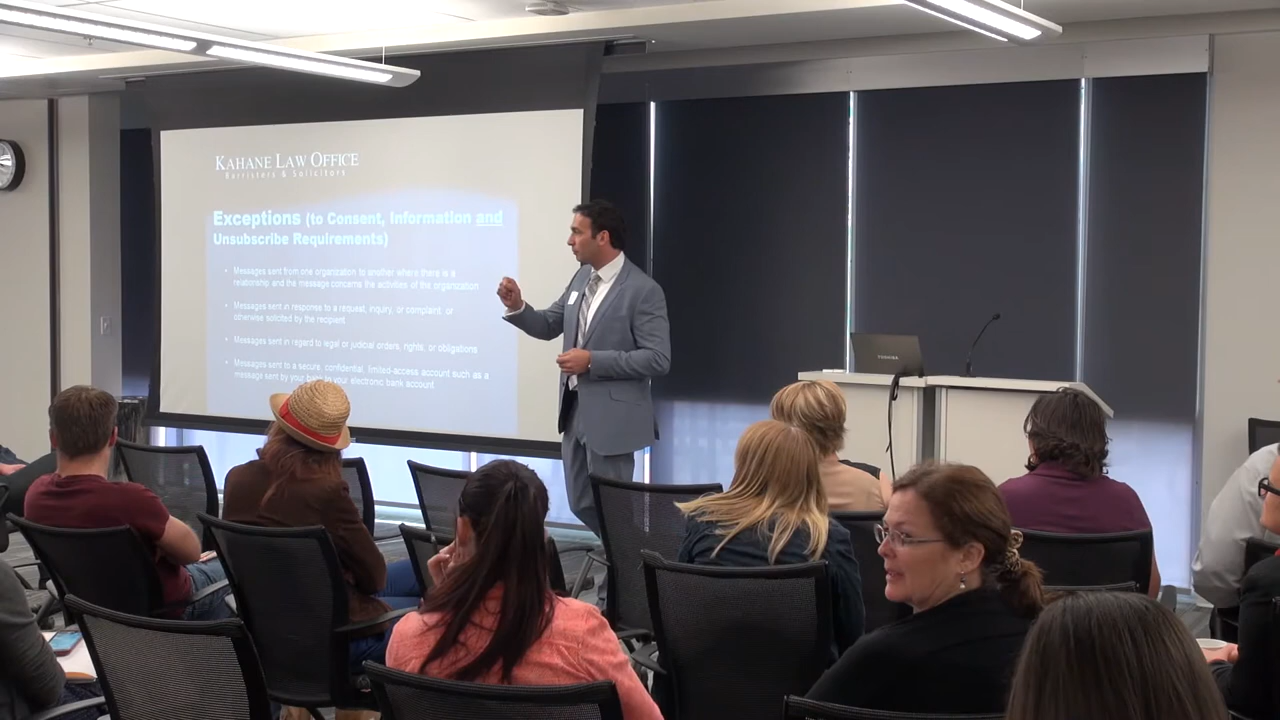 KAHANE LAW OFFICE
Barristers & Solicitors
Exceptions (to Consent, Information and
Unsubscribe Requirements)
• Messages sent from one organization to another where there is a
relationship and the message concerns the activities of the organization
• Messages sent in response to a request, inquiry, or complaint or
otherwise solicited by the recipient
• Messages sent in regard to legal or judicial orders, rights, or obligations
• Messages sent to a secure, confidential, limited-access account such as a
message sent by your bank to your electronic bank account
TOSHIBA